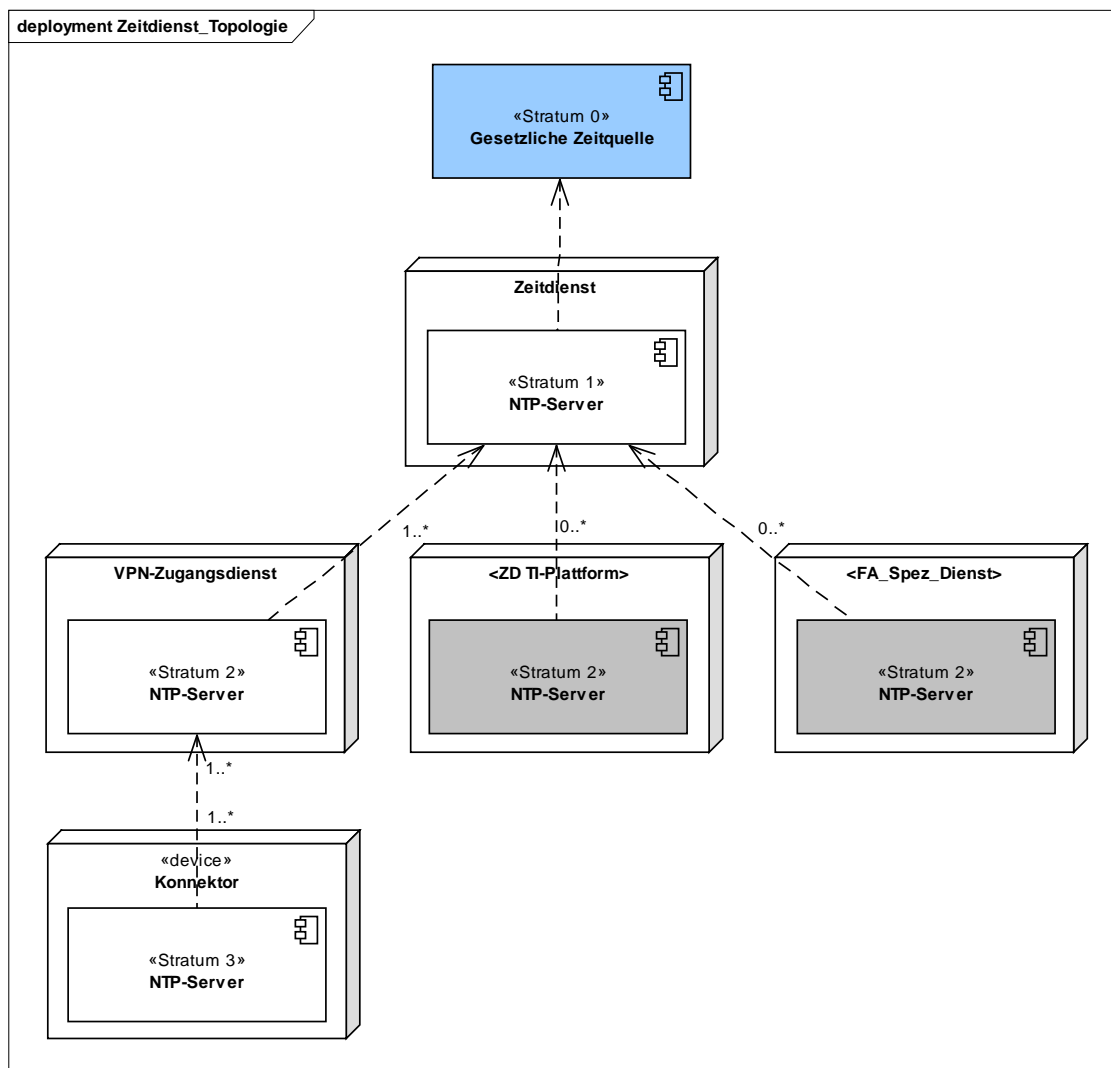 deployment Zeitdienst_Topologie
«Stratum 0»
Gesetzliche Zeitquelle
Zeitdienst
«Stratum 1»
NTP-Server
1..*
0..*
0..*
VPN-Zugangsdienst
«Stratum 2»
NTP-Server
<ZD TI-Plattform>
«Stratum 2»
NTP-Server
<FA_Spez_Dienst>
«Stratum 2»
NTP-Server
1..*
1..*
«device»
Konnektor
«Stratum 3»
NTP-Server